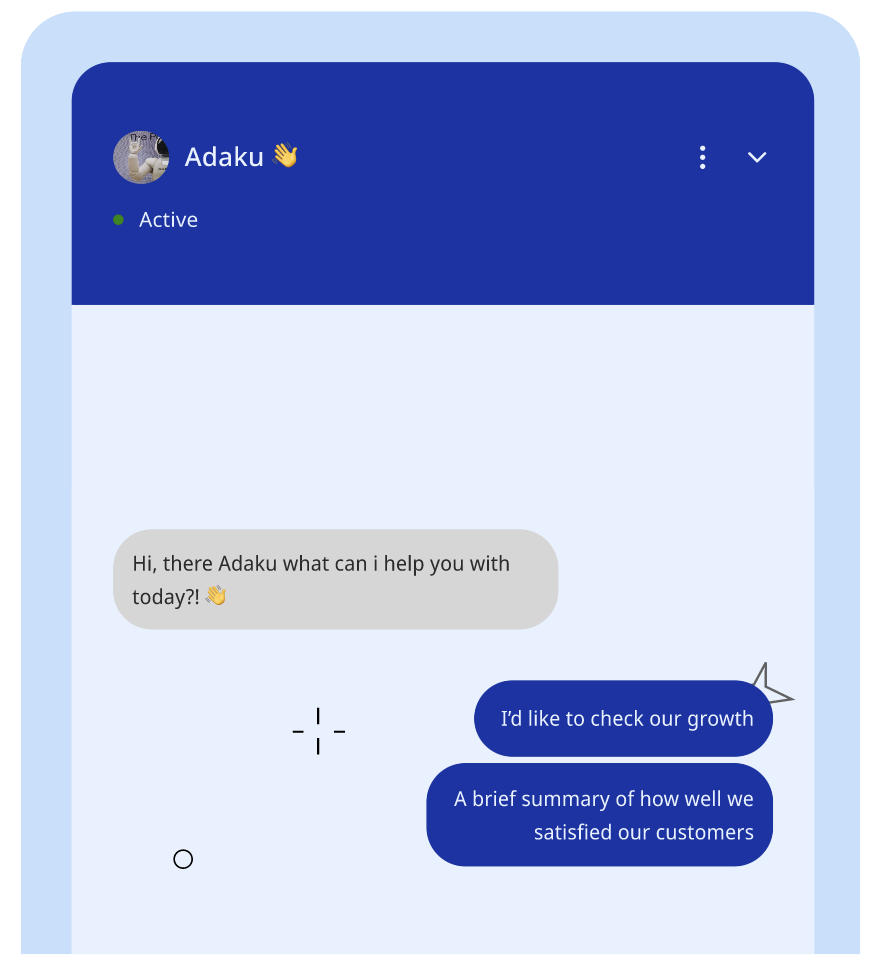 Adaku 👋
Active
Hi, there Adaku what can i help you with
today?! 👋
I’d like to check our growth
A brief summary of how well we
satisfied our customers